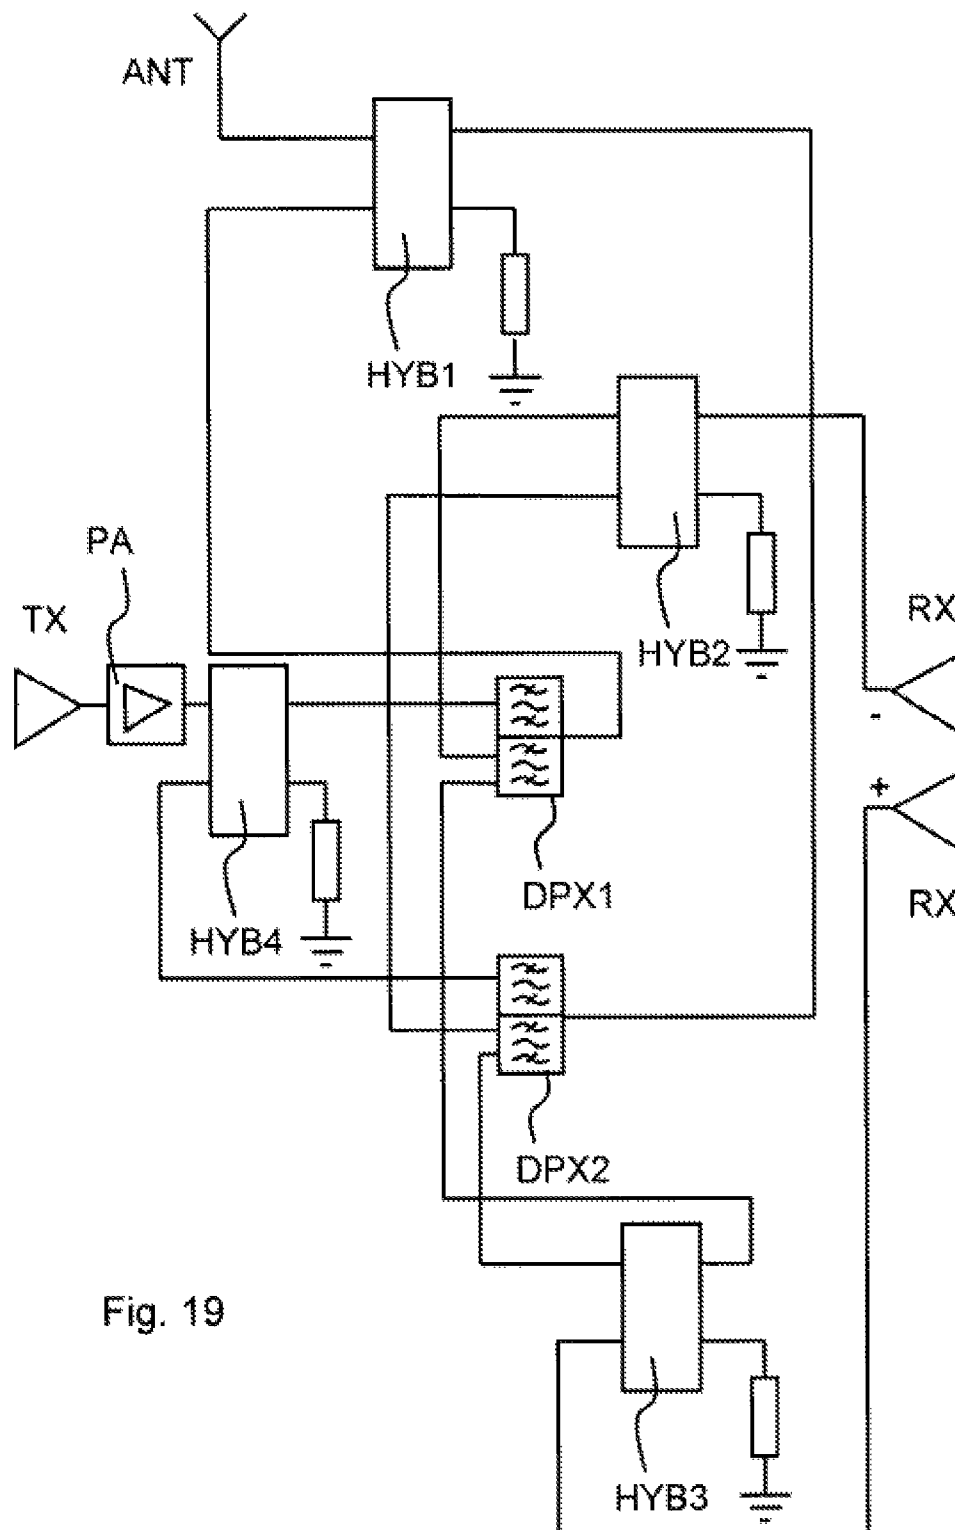 ANT
HYB1
PA
TX
HYB2
RX
-
+
DPX1
RX
HYB4
DPX2
Fig. 19
HYB3